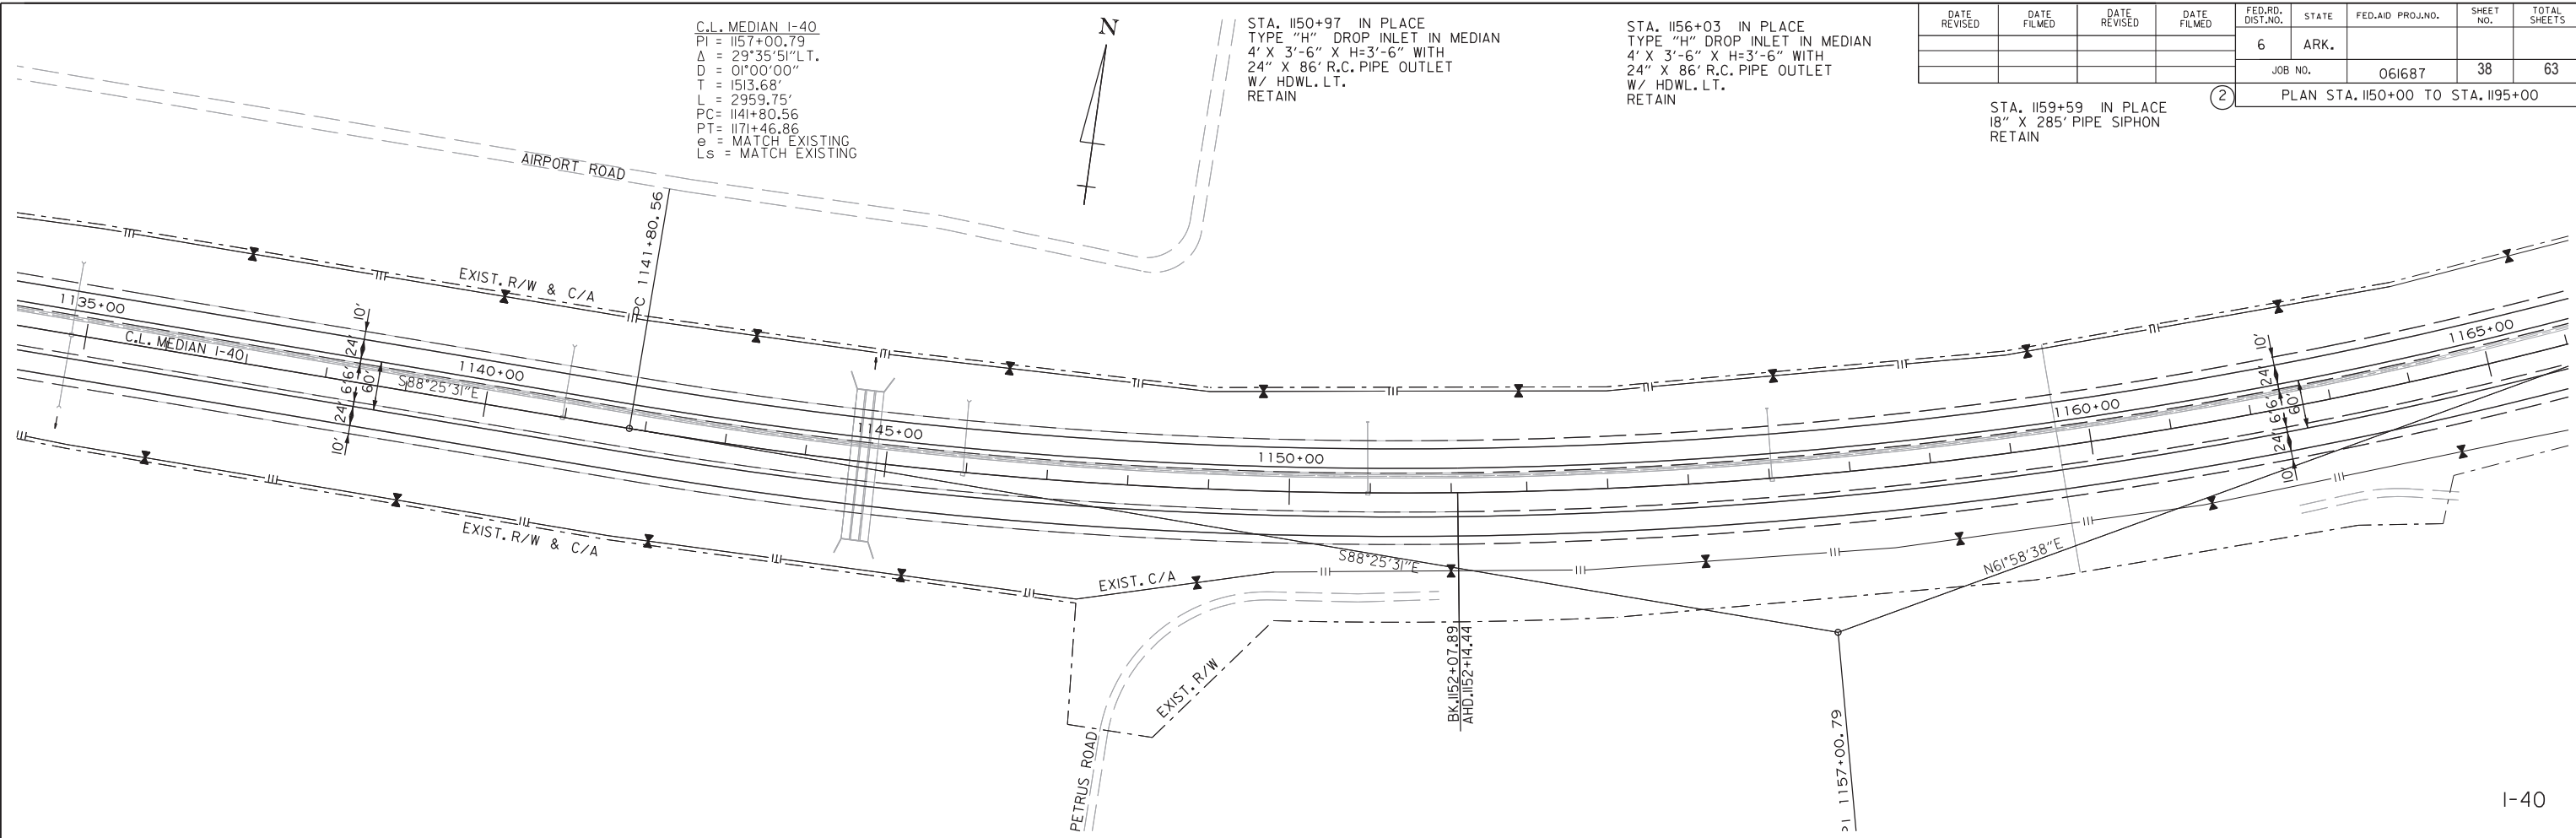 C.L. MEDIAN I-40
PI = 1157+00.79
Δ = 29°35'51"LT.
D = 01°00'00"
T = 1513.68'
L = 2959.75'
PC= 1141+80.56
PT= 1171+46.86
e = MATCH EXISTING
Ls = MATCH EXISTING
N
STA. 1150+97 IN PLACE
TYPE "H" DROP INLET IN MEDIAN
4' X 3'-6" X H=3'-6" WITH
24" X 86' R.C. PIPE OUTLET
W/ HDWL. LT.
RETAIN
STA. 1156+03 IN PLACE
TYPE "H" DROP INLET IN MEDIAN
4' X 3'-6" X H=3'-6" WITH
24" X 86' R.C. PIPE OUTLET
W/ HDWL. LT.
RETAIN
STA. 1159+59 IN PLACE
18" X 285' PIPE SIPHON
RETAIN
DATE REVISED
DATE FILMED
DATE REVISED
DATE FILMED
FED.RD. DIST.NO.
STATE
FED.AID PROJ.NO.
SHEET NO.
TOTAL SHEETS
6
ARK.
JOB NO.
061687
38
63
2
PLAN STA. 1150+00 TO STA. 1195+00
AIRPORT ROAD
PC 1141+80.56
EXIST. R/W & C/A
1135+00
C.L. MEDIAN I-40
10'
24'
6'
6'
60'
24'
10'
S88°25'31"E
1140+00
1145+00
1150+00
1160+00
1165+00
10'
24'
6'
6'
60'
24'
10'
EXIST. R/W & C/A
EXIST. C/A
S88°25'31"E
N61°58'38"E
EXIST. R/W
BK. 1152+07.89
AHD. 1152+14.44
PETRUS ROAD
PI 1157+00.79
I-40